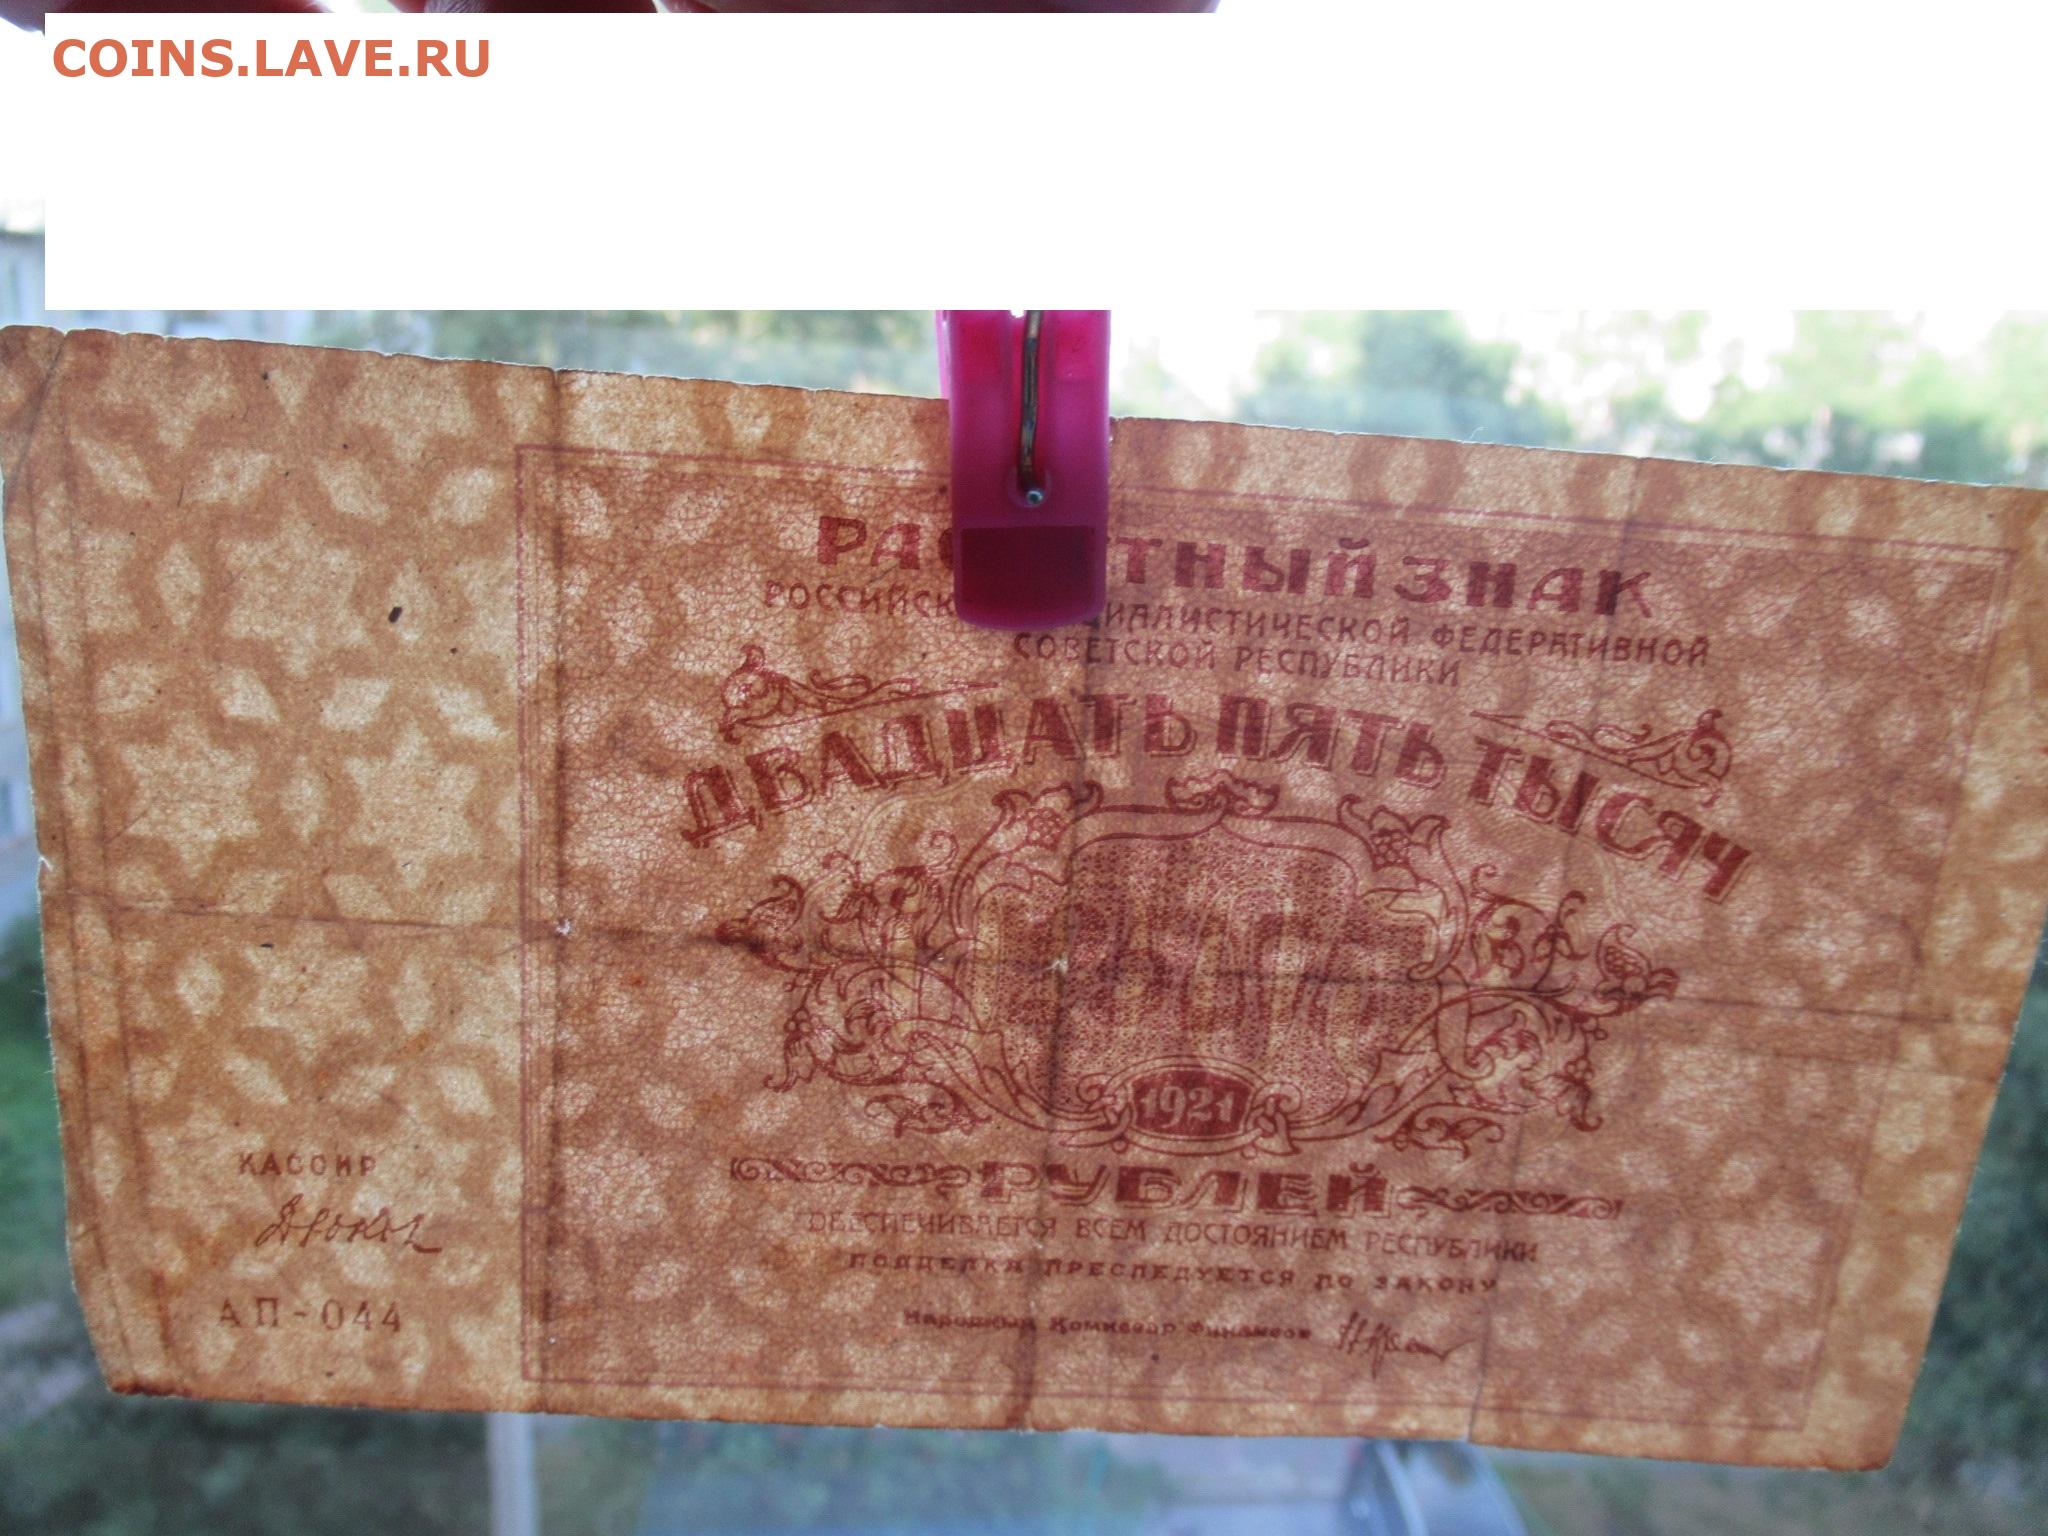 COINS.LAVE.RU
РАС ТНЫЙ ЗНАК
РОССИЙСК ИАЛИСТИЧЕСКОЙ ФЕДЕРАТИВНОЙ
СОВЕТСКОЙ РЕСПУБЛИКИ
ДВАДЦАТЬ ПЯТЬ ТЫСЯЧ
1921
РУБЛЕЙ
ОБЕСПЕЧИВАЕТСЯ ВСЕМ ДОСТОЯНИЕМ РЕСПУБЛИКИ
ПОДДЕЛКА ПРЕСЛЕДУЕТСЯ ПО ЗАКОНУ
Народный Комиссар Финансов
КАССИР
АП-044